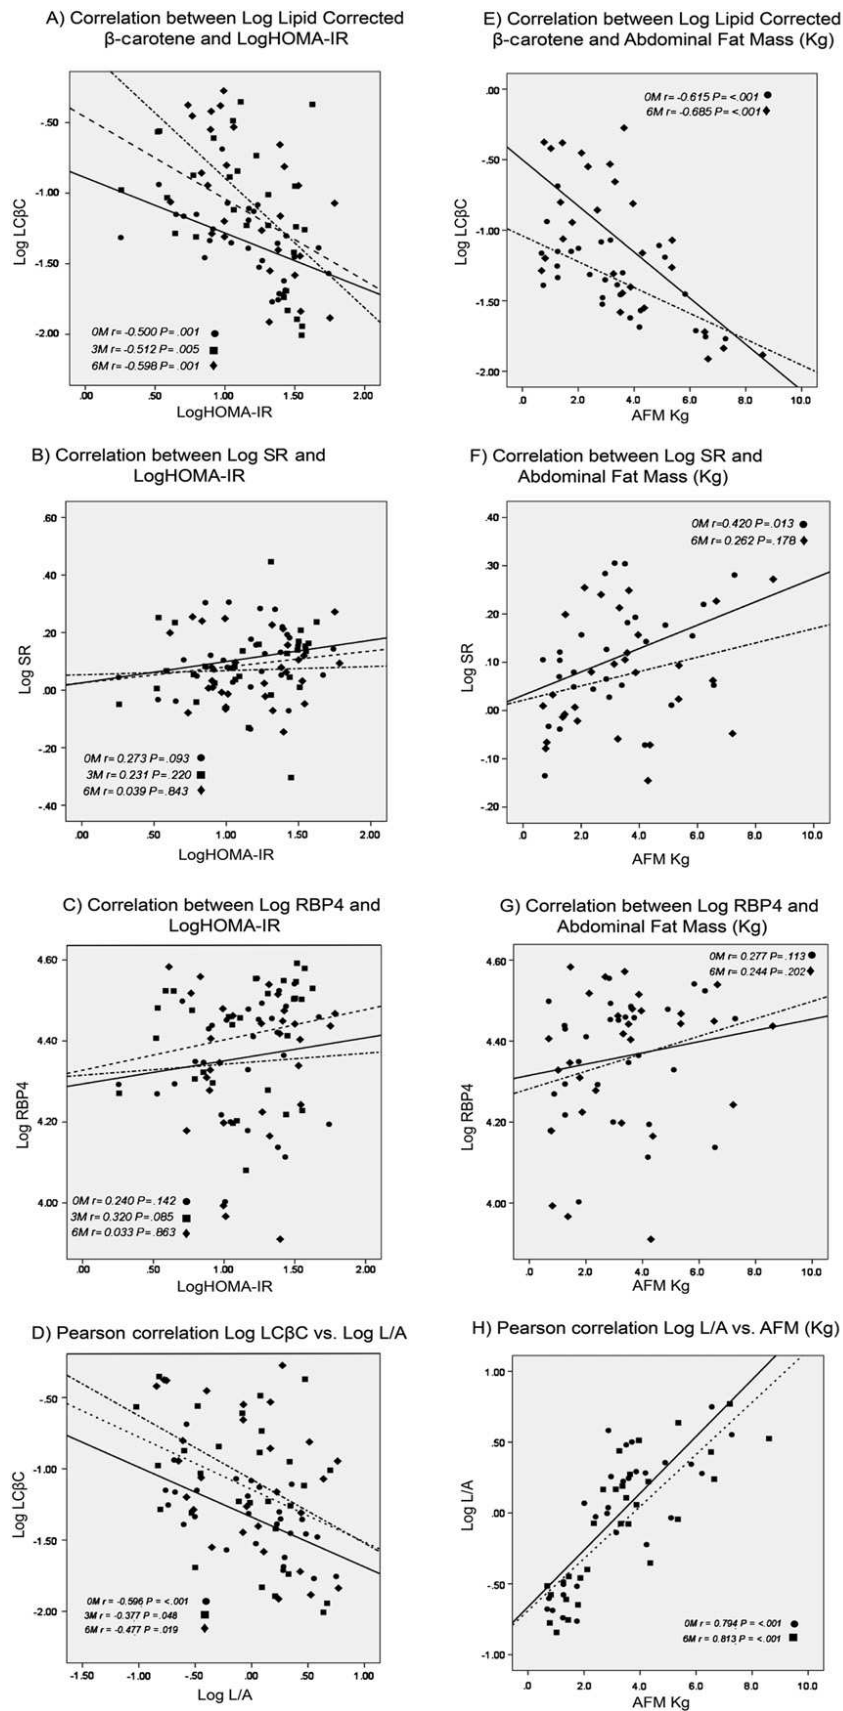 A) Correlation between Log Lipid Corrected
β-carotene and LogHOMA-IR
-.50
-1.00
-1.50
-2.00
Log LCβC
0M r= -0.500 P= .001
3M r= -0.512 P= .005
6M r= -0.598 P= .001
.00 .50 1.00 1.50 2.00
LogHOMA-IR
E) Correlation between Log Lipid Corrected
β-carotene and Abdominal Fat Mass (Kg)
.00
-.50
-1.00
-1.50
-2.00
Log LCβC
0M r= -0.615 P= <.001
6M r= -0.685 P= <.001
.0 2.0 4.0 6.0 8.0 10.0
AFM Kg
B) Correlation between Log SR and
LogHOMA-IR
.60
.40
.20
.00
-.20
-.40
Log SR
0M r= 0.273 P= .093
3M r= 0.231 P= .220
6M r= 0.039 P= .843
.00 .50 1.00 1.50 2.00
LogHOMA-IR
F) Correlation between Log SR and
Abdominal Fat Mass (Kg)
.40
.30
.20
.10
.00
-.10
-.20
Log SR
0M r=0.420 P=.013
6M r= 0.262 P=.178
.0 2.0 4.0 6.0 8.0 10.0
AFM Kg
C) Correlation between Log RBP4 and
LogHOMA-IR
4.60
4.40
4.20
4.00
Log RBP4
0M r= 0.240 P= .142
3M r= 0.320 P= .085
6M r= 0.033 P= .863
.00 .50 1.00 1.50 2.00
LogHOMA-IR
G) Correlation between Log RBP4 and
Abdominal Fat Mass (Kg)
4.60
4.40
4.20
4.00
Log RBP4
0M r= 0.277 P= .113
6M r= 0.244 P= .202
.0 2.0 4.0 6.0 8.0 10.0
AFM Kg
D) Pearson correlation Log LCβC vs. Log L/A
-.50
-1.00
-1.50
-2.00
Log LCβC
0M r = -0.596 P = <.001
3M r = -0.377 P = .048
6M r = -0.477 P = .019
-1.50 -1.00 -.50 .00 .50 1.00
Log L/A
H) Pearson correlation Log L/A vs. AFM (Kg)
1.00
.50
.00
-.50
-1.00
Log L/A
0M r = 0.794 P = <.001
6M r = 0.813 P = <.001
.0 2.0 4.0 6.0 8.0 10.0
AFM Kg